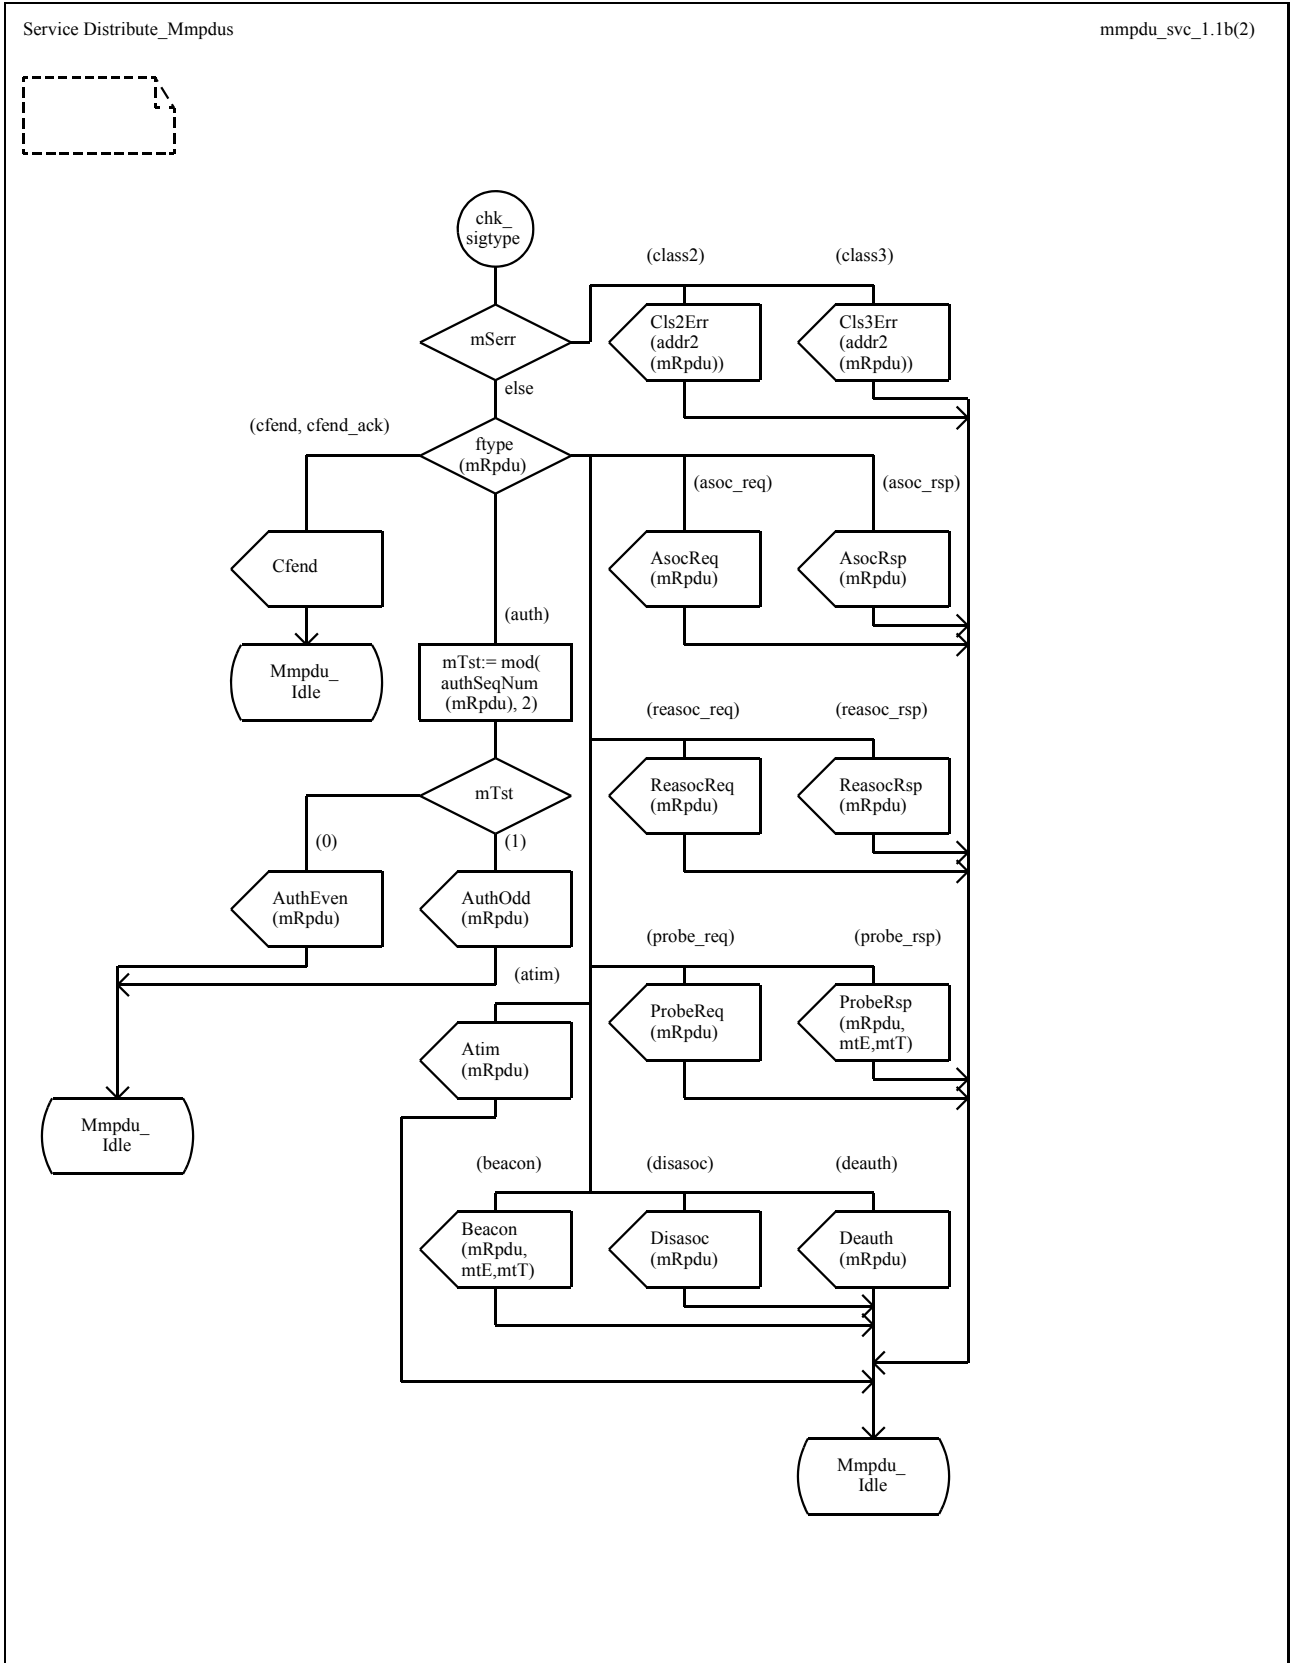 Service Distribute_Mmpdus
mmpdu_svc_1.1b(2)
chk_
sigtype
(class2)
(class3)
mSerr
Cls2Err
(addr2
(mRpdu))
Cls3Err
(addr2
(mRpdu))
else
(cfend, cfend_ack)
ftype
(mRpdu)
(asoc_req)
(asoc_rsp)
Cfend
AsocReq
(mRpdu)
AsocRsp
(mRpdu)
(auth)
Mmpdu_
Idle
mTst:= mod(
authSeqNum
(mRpdu), 2)
(reasoc_req)
(reasoc_rsp)
mTst
ReasocReq
(mRpdu)
ReasocRsp
(mRpdu)
(0)
(1)
AuthEven
(mRpdu)
AuthOdd
(mRpdu)
(probe_req)
(probe_rsp)
(atim)
Atim
(mRpdu)
ProbeReq
(mRpdu)
ProbeRsp
(mRpdu,
mtE,mtT)
Mmpdu_
Idle
(beacon)
(disasoc)
(deauth)
Beacon
(mRpdu,
mtE,mtT)
Disasoc
(mRpdu)
Deauth
(mRpdu)
Mmpdu_
Idle